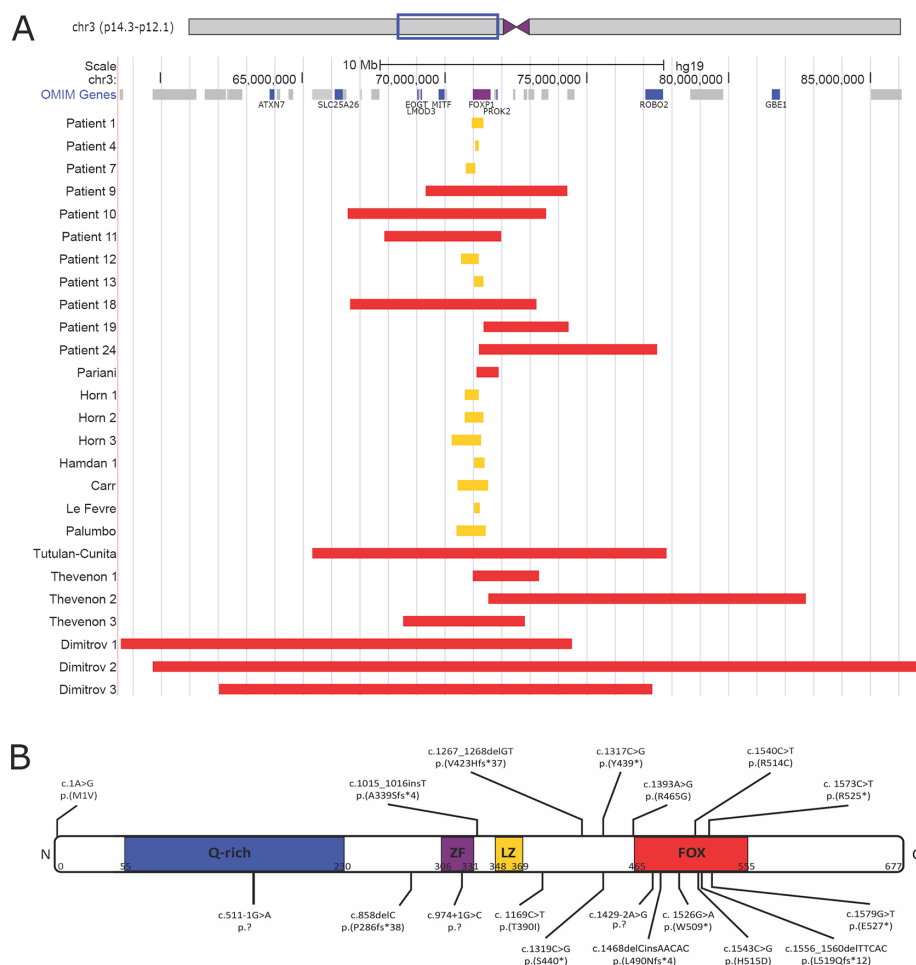 A
chr3 (p14.3-p12.1)
Scale
10 Mb
hg19
chr3:
65,000,000
70,000,000
75,000,000
80,000,000
85,000,000
OMIM Genes
ATXN7
SLC25A26
EOGT
MITF
FOXP1
ROBO2
GBE1
LMOD3
PROK2
Patient 1
Patient 4
Patient 7
Patient 9
Patient 10
Patient 11
Patient 12
Patient 13
Patient 18
Patient 19
Patient 24
Pariani
Horn 1
Horn 2
Horn 3
Hamdan 1
Carr
Le Fevre
Palumbo
Tutulan-Cunita
Thevenon 1
Thevenon 2
Thevenon 3
Dimitrov 1
Dimitrov 2
Dimitrov 3
B
c.1A>G
p.(M1V)
c.1015_1016insT
p.(A339Sfs*4)
c.1267_1268delGT
p.(V423Hfs*37)
c.1317C>G
p.(Y439*)
c.1393A>G
p.(R465G)
c.1540C>T
p.(R514C)
c. 1573C>T
p.(R525*)
N
Q-rich
ZF
LZ
FOX
C
0
55
230
306
331
348
369
465
555
677
c.511-1G>A
p.?
c.858delC
p.(P286fs*38)
c.974+1G>C
p.?
c. 1169C>T
p.(T390I)
c.1319C>G
p.(S440*)
c.1429-2A>G
p.?
c.1468delCinsAACAC
p.(L490Nfs*4)
c. 1526G>A
p.(W509*)
c.1543C>G
p.(H515D)
c.1556_1560delTTCAC
p.(L519Qfs*12)
c.1579G>T
p.(E527*)